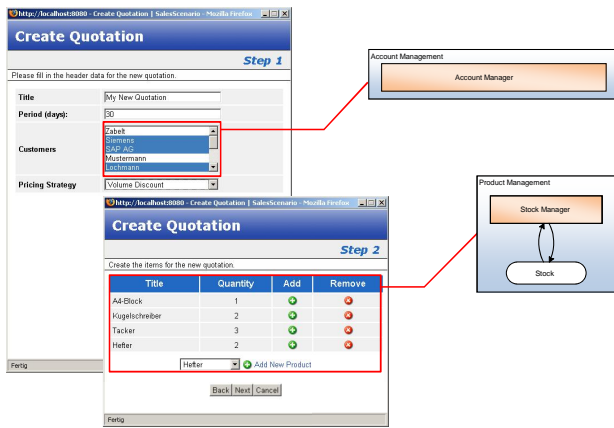 http://localhost:8080 - Create Quotation | SalesScenario - Mozilla Firefox
Create Quotation
Step 1
Please fill in the header data for the new quotation.
Title
My New Quotation
Period (days):
30
Customers
Zabelt
Siemens
SAP AG
Mustermann
Lochmann
Pricing Strategy
Volume Discount
Fertig
http://localhost:8080 - Create Quotation | SalesScenario - Mozilla Firefox
Create Quotation
Step 2
Create the items for the new quotation.
Title Quantity Add Remove
A4-Block 1
Kugelschreiber 2
Tacker 3
Hefter 2
Hefter Add New Product
Back Next Cancel
Fertig
Account Management
Account Manager
Product Management
Stock Manager
Stock